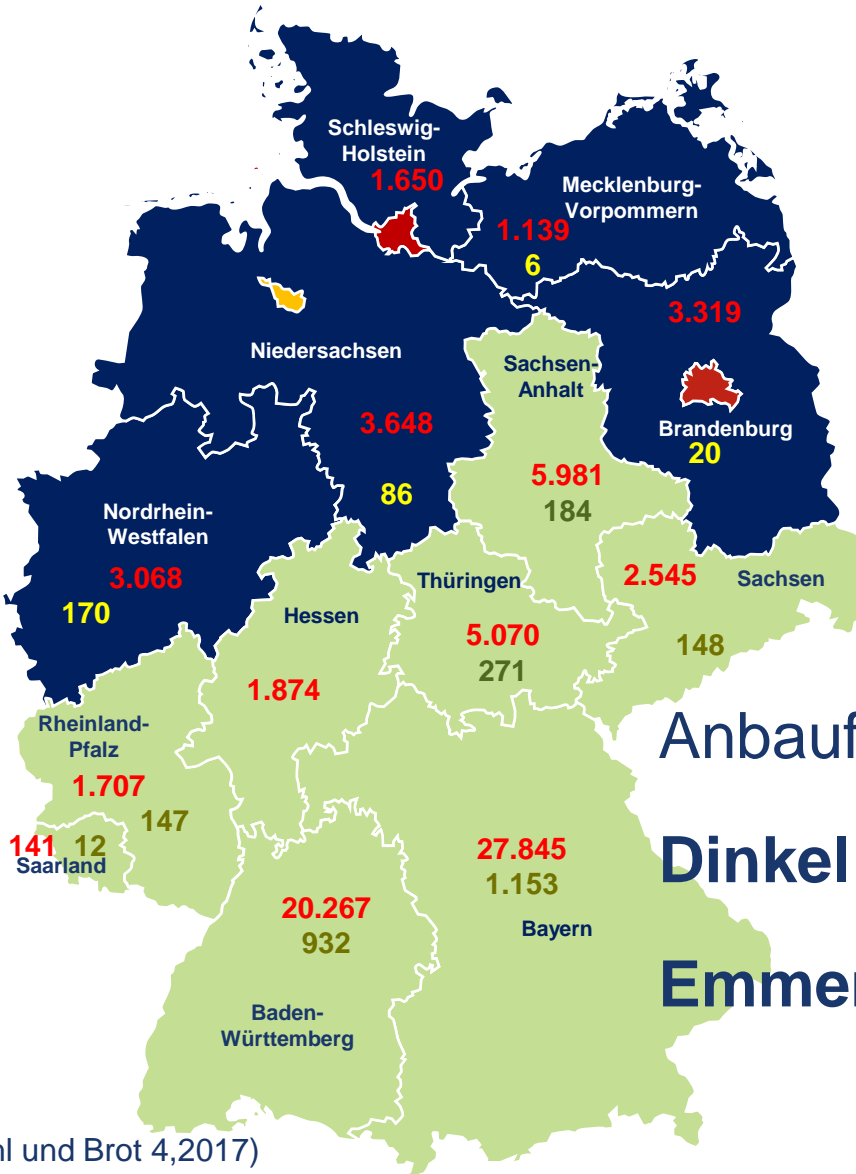 Schleswig-
Holstein
1.650
Mecklenburg-
Vorpommern
1.139
6
3.319
Brandenburg
20
Niedersachsen
3.648
86
Sachsen-
Anhalt
5.981
184
Nordrhein-
Westfalen
3.068
170
Hessen
1.874
Thüringen
5.070
271
2.545
Sachsen
148
Rheinland-
Pfalz
1.707
147
141 12
Saarland
27.845
1.153
Bayern
20.267
932
Baden-
Württemberg
Anbauf
Dinkel
Emmer
und Brot 4,2017)